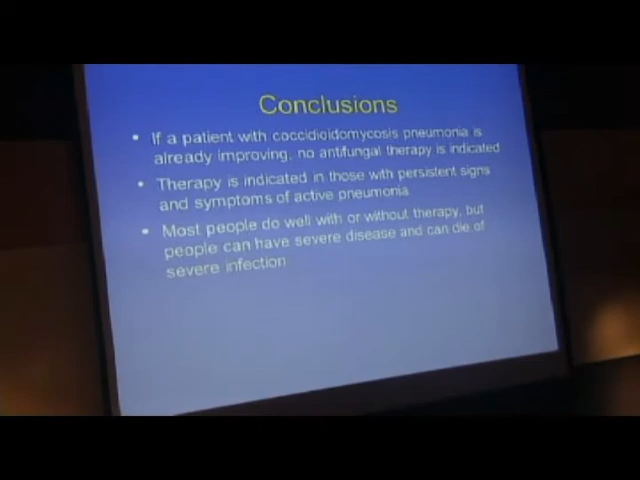 Conclusions
• If a patient with coccidioidomycosis pneumonia is
already improving, no antifungal therapy is indicated
• Therapy is indicated in those with persistent signs
and symptoms of active pneumonia
• Most people do well with or without therapy, but
people can have severe disease and can die of
severe infection